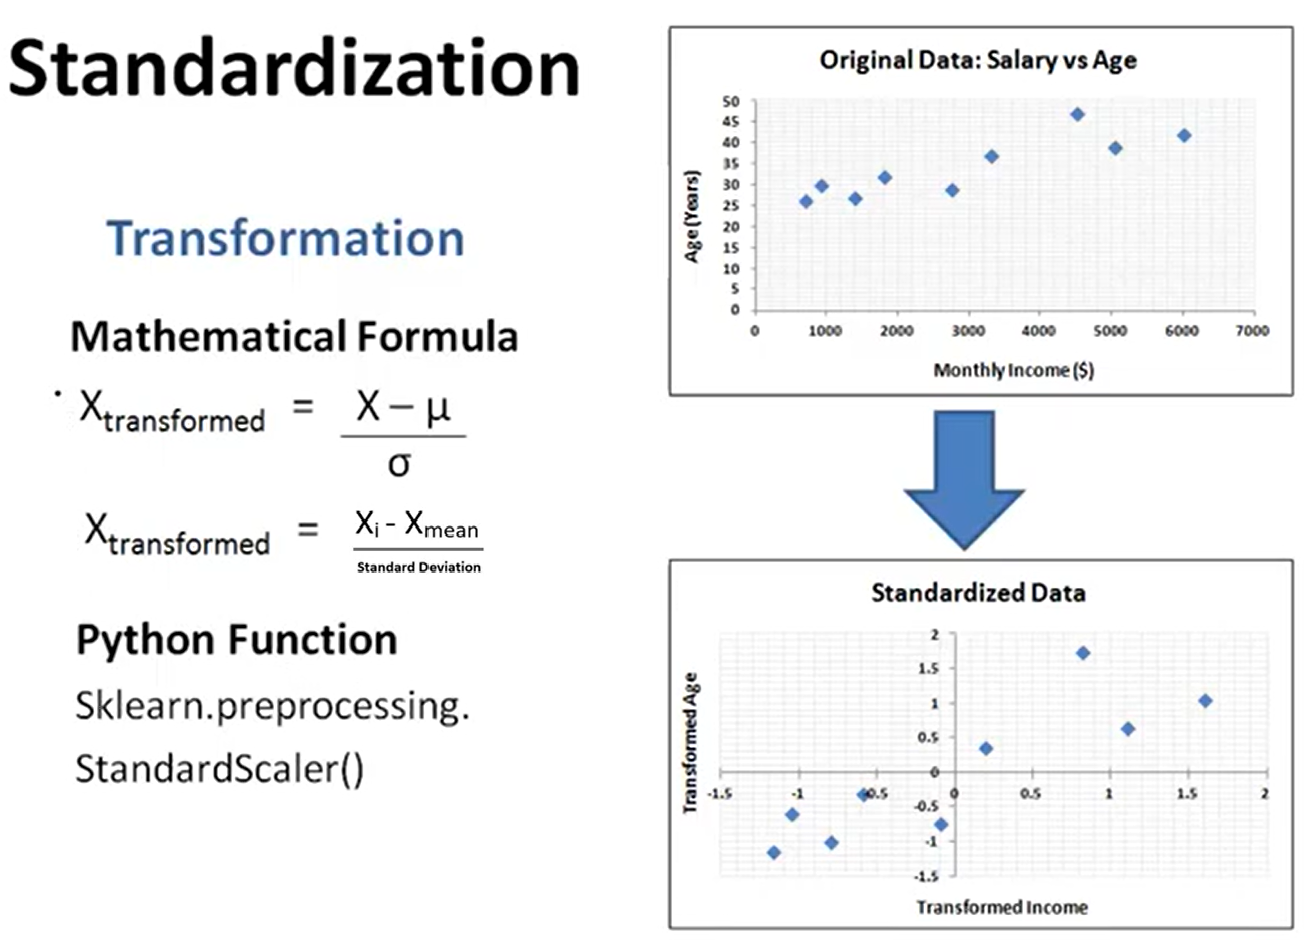 Standardization
Transformation
Mathematical Formula
· Xtransformed = X – μ
σ
Xtransformed = Xi - Xmean
Standard Deviation
Python Function
Sklearn.preprocessing.
StandardScaler()
Original Data: Salary vs Age
50
45
40
35
30
25
20
15
10
5
0
Age (Years)
0 1000 2000 3000 4000 5000 6000 7000
Monthly Income ($)
Standardized Data
2
1.5
1
0.5
0
Transformed Age
-1.5 -1 -0.5 0 0.5 1 1.5 2
-0.5
-1
-1.5
Transformed Income